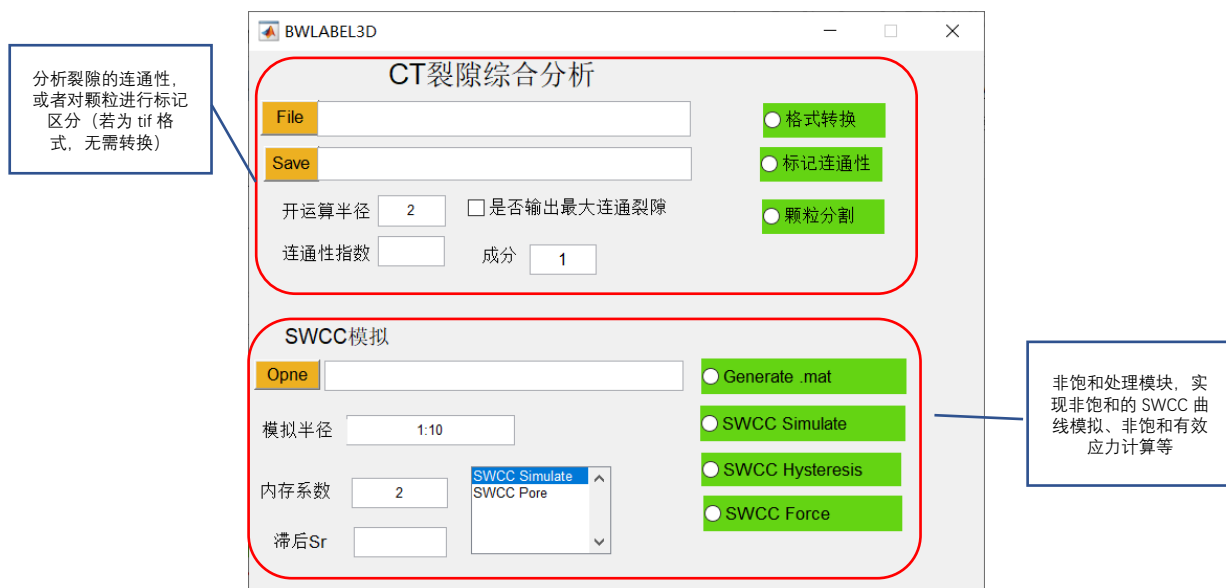 BWLABEL3D
分析裂隙的连通性，
或者对颗粒进行标记
区分（若为 tif 格
式，无需转换）
CT裂隙综合分析
File
格式转换
Save
标记连通性
开运算半径
2
是否输出最大连通裂隙
颗粒分割
连通性指数
成分
1
SWCC模拟
Opne
Generate .mat
模拟半径
1:10
SWCC Simulate
内存系数
2
SWCC Simulate
SWCC Pore
SWCC Hysteresis
滞后Sr
SWCC Force
非饱和处理模块，实
现非饱和的 SWCC 曲
线模拟、非饱和有效
应力计算等